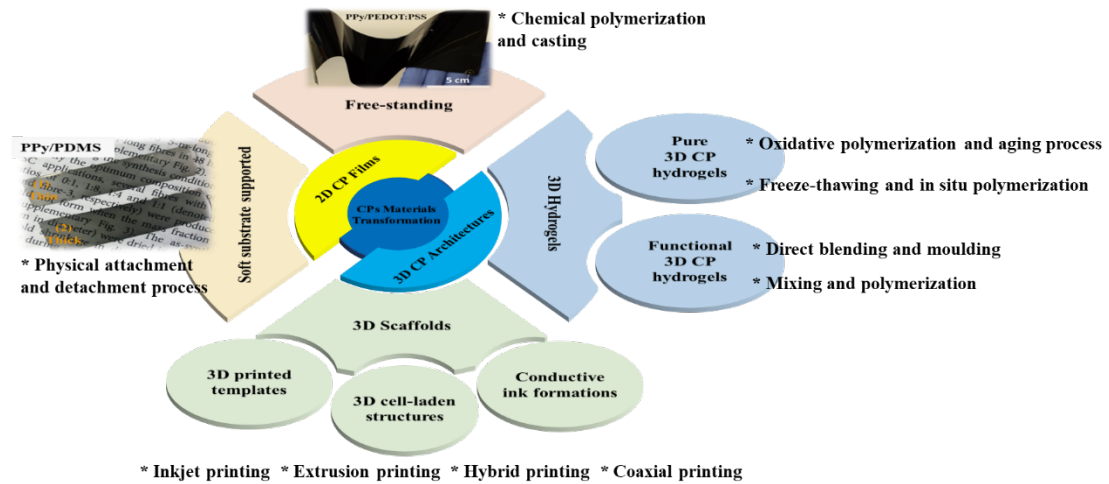 PPy/PEDOT:PSS
5 cm
* Chemical polymerization
and casting
Free-standing
PPy/PDMS
(2)
Thick
* Physical attachment
and detachment process
Soft substrate supported
2D CP Films
CPs Materials
Transformation
3D CP Architectures
3D Hydrogels
Pure
3D CP
hydrogels
* Oxidative polymerization and aging process
* Freeze-thawing and in situ polymerization
Functional
3D CP
hydrogels
* Direct blending and moulding
* Mixing and polymerization
3D Scaffolds
3D printed
templates
3D cell-laden
structures
Conductive
ink formations
* Inkjet printing * Extrusion printing * Hybrid printing * Coaxial printing